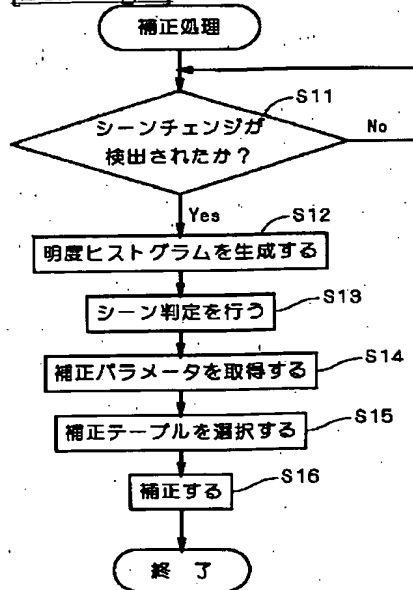 補正処理
S11
シーンチェンジが
検出されたか?
No
Yes
S12
明度ヒストグラムを生成する
S13
シーン判定を行う
S14
補正パラメータを取得する
S15
補正テーブルを選択する
S16
補正する
終 了